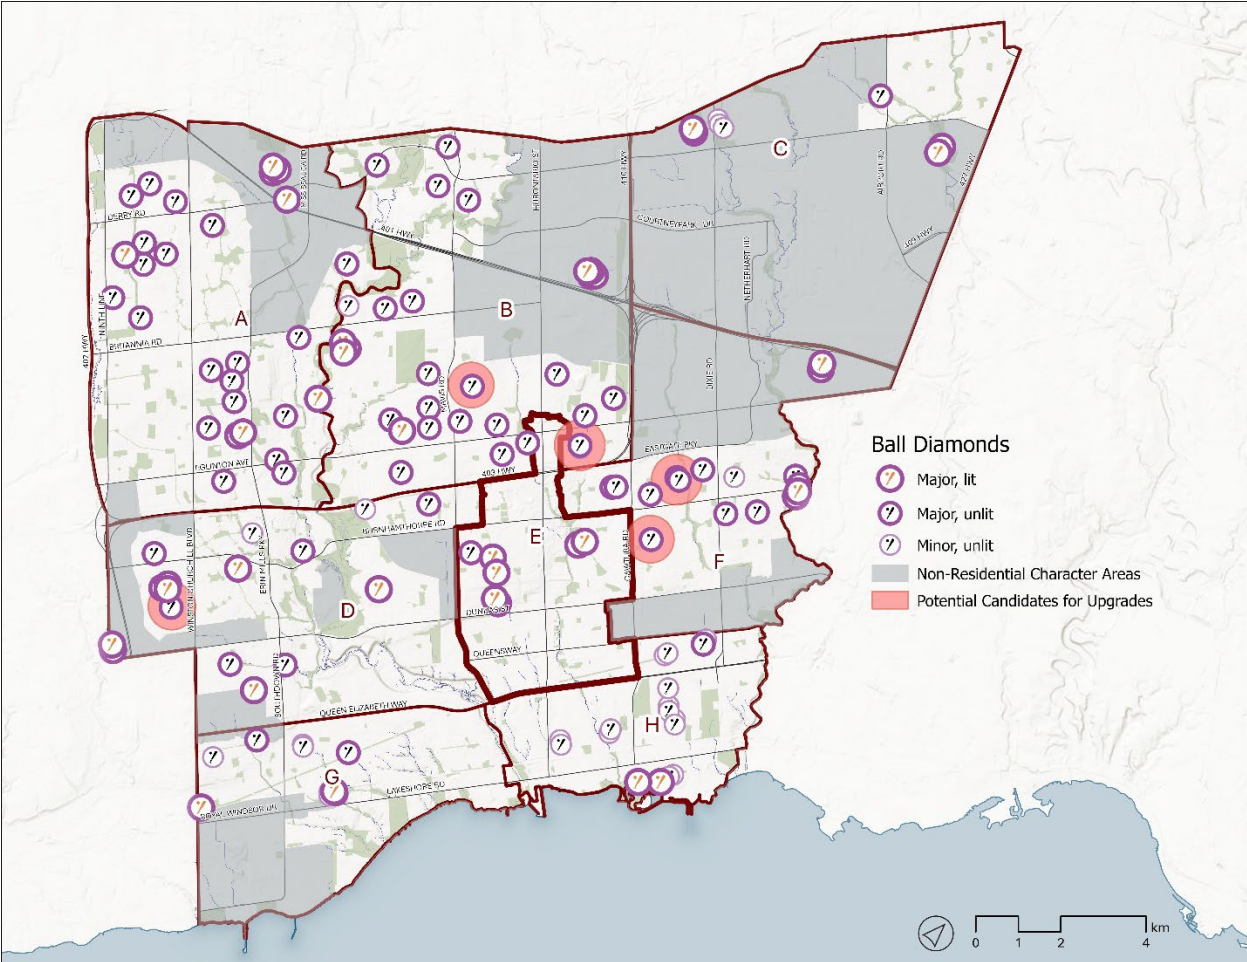 C
AIRPORT RD
427 HWY
MISSISSAUGA RD
HURONTARIO ST
410 HWY
DERRY RD
401 HWY
COURTNEYPARK DR
409 HWY
NINTH LINE
A
B
407 HWY
BRITANNIA RD
DIXIE RD
MAVIS RD
EGLINTON AVE
403 HWY
EASTGATE PKY
Ball Diamonds
Major, lit
Major, unlit
Minor, unlit
Non-Residential Character Areas
Potential Candidates for Upgrades
BURNHAMTHORPE RD
E
CAWTHRA RD
F
WINSTON CHURCHILL BLVD
ERIN MILLS PKY
D
DUNDAS ST
QUEENSWAY
SOUTHDOWN RD
QUEEN ELIZABETH WAY
H
G
LAKESHORE RD
ROYAL WINDSOR DR
km
0 1 2 4